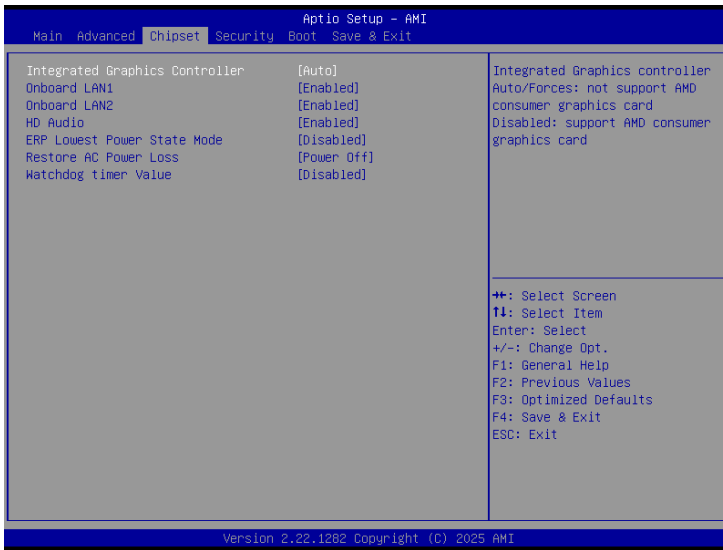 Aptio Setup – AMI
Main Advanced Chipset Security Boot Save & Exit
Integrated Graphics Controller [Auto]
Onboard LAN1 [Enabled]
Onboard LAN2 [Enabled]
HD Audio [Enabled]
ERP Lowest Power State Mode [Disabled]
Restore AC Power Loss [Power Off]
Watchdog timer Value [Disabled]
Integrated Graphics controller
Auto/Forces: not support AMD
consumer graphics card
Disabled: support AMD consumer
graphics card
→←: Select Screen
↑↓: Select Item
Enter: Select
+/-: Change Opt.
F1: General Help
F2: Previous Values
F3: Optimized Defaults
F4: Save & Exit
ESC: Exit
Version 2.22.1282 Copyright (C) 2025 AMI